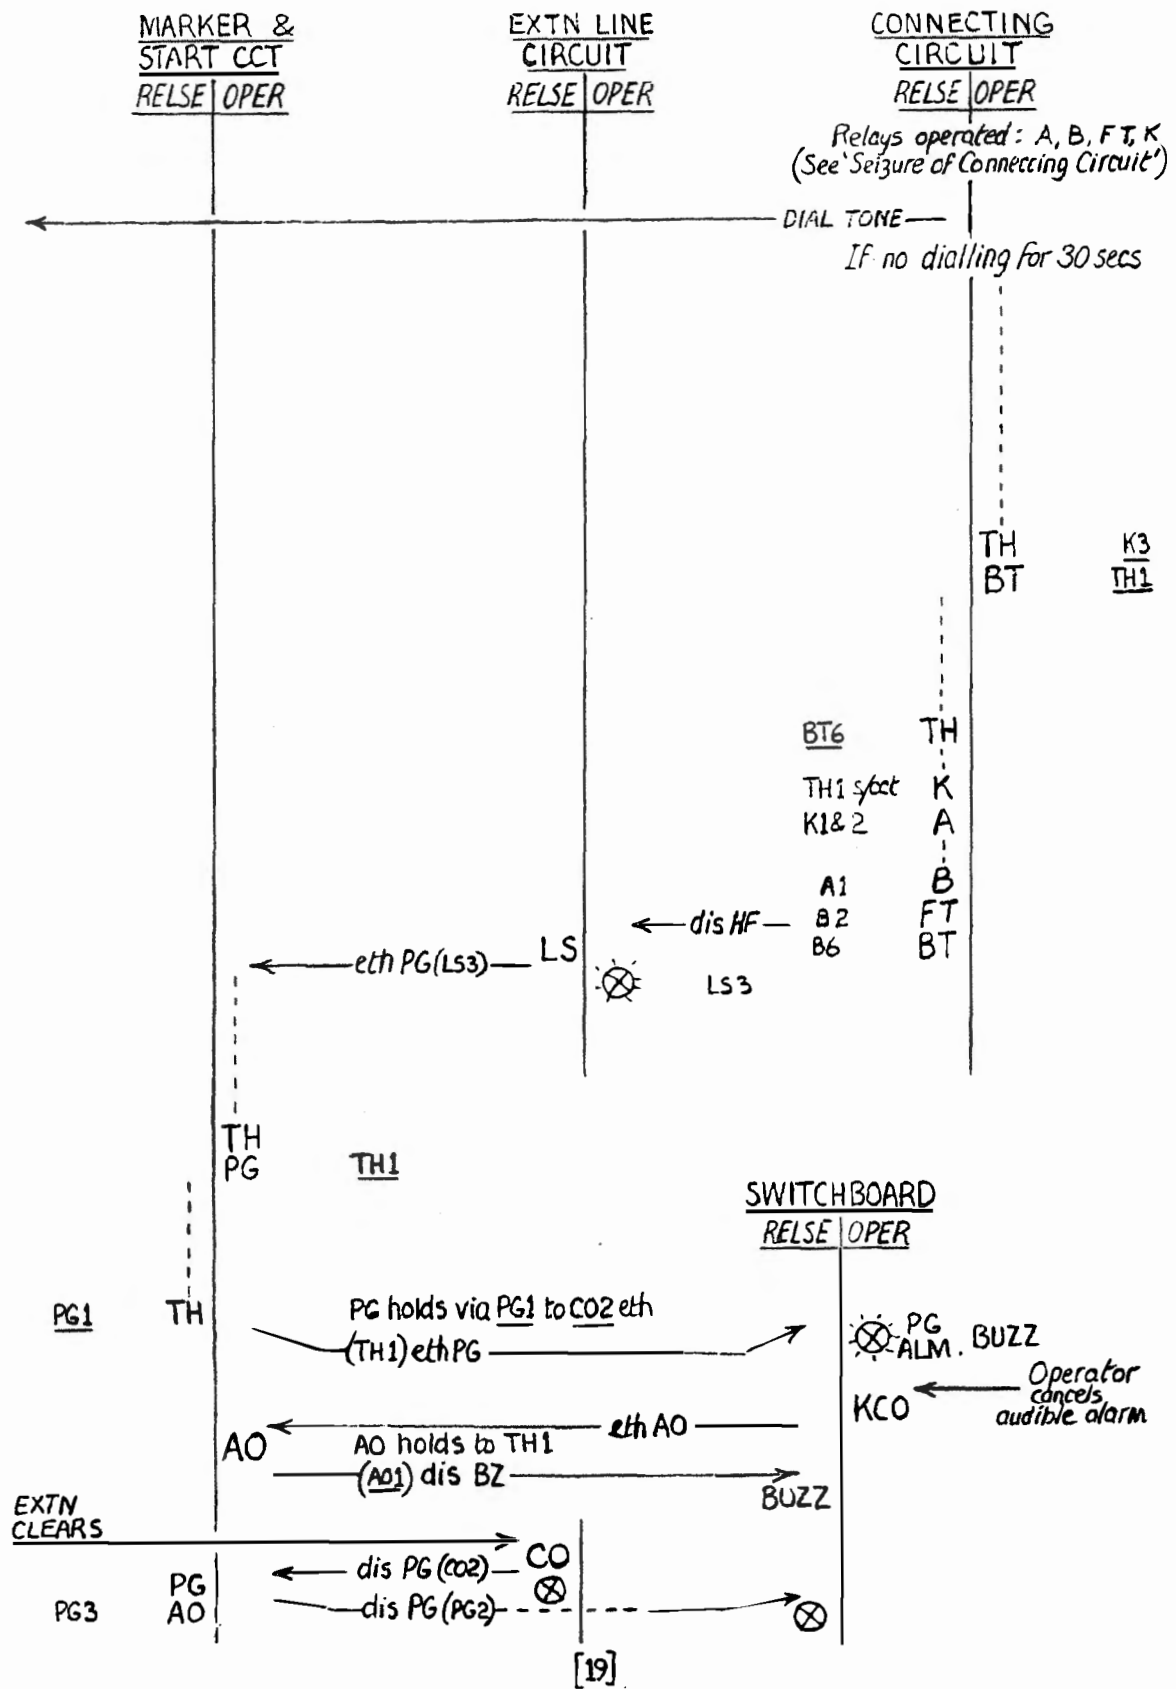 MARKER & START CCT
RELSE OPER
EXTN LINE CIRCUIT
RELSE OPER
CONNECTING CIRCUIT
RELSE OPER
Relays operated: A, B, FT, K
(See 'Seizure of Connecting Circuit')
DIAL TONE
If no dialling for 30 secs
TH K3
BT TH1
BT6 TH
TH1 s/cct K
K1 & 2 A
A1 B
dis HF B2 FT
B6 BT
eth PG (LS3) LS
LS3
TH
PG TH1
SWITCHBOARD
RELSE OPER
PG1 TH PG holds via PG1 to CO2 eth
(TH1) eth PG
PG ALM. BUZZ
Operator cancels audible alarm
KCO
eth AO
AO AO holds to TH1
(AO1) dis BZ
BUZZ
EXTN CLEARS
CO
PG dis PG (CO2)
PG3 AO dis PG (PG2)
[19]